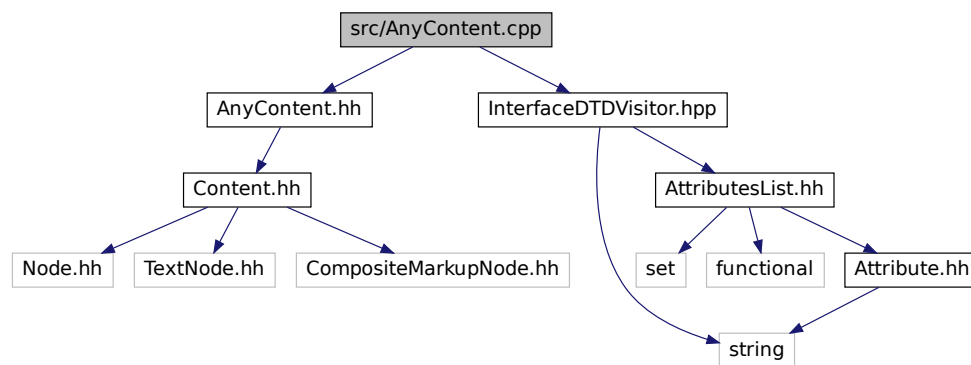 src/AnyContent.cpp
AnyContent.hh
InterfaceDTDVisitor.hpp
Content.hh
AttributesList.hh
Node.hh
TextNode.hh
CompositeMarkupNode.hh
set
functional
Attribute.hh
string